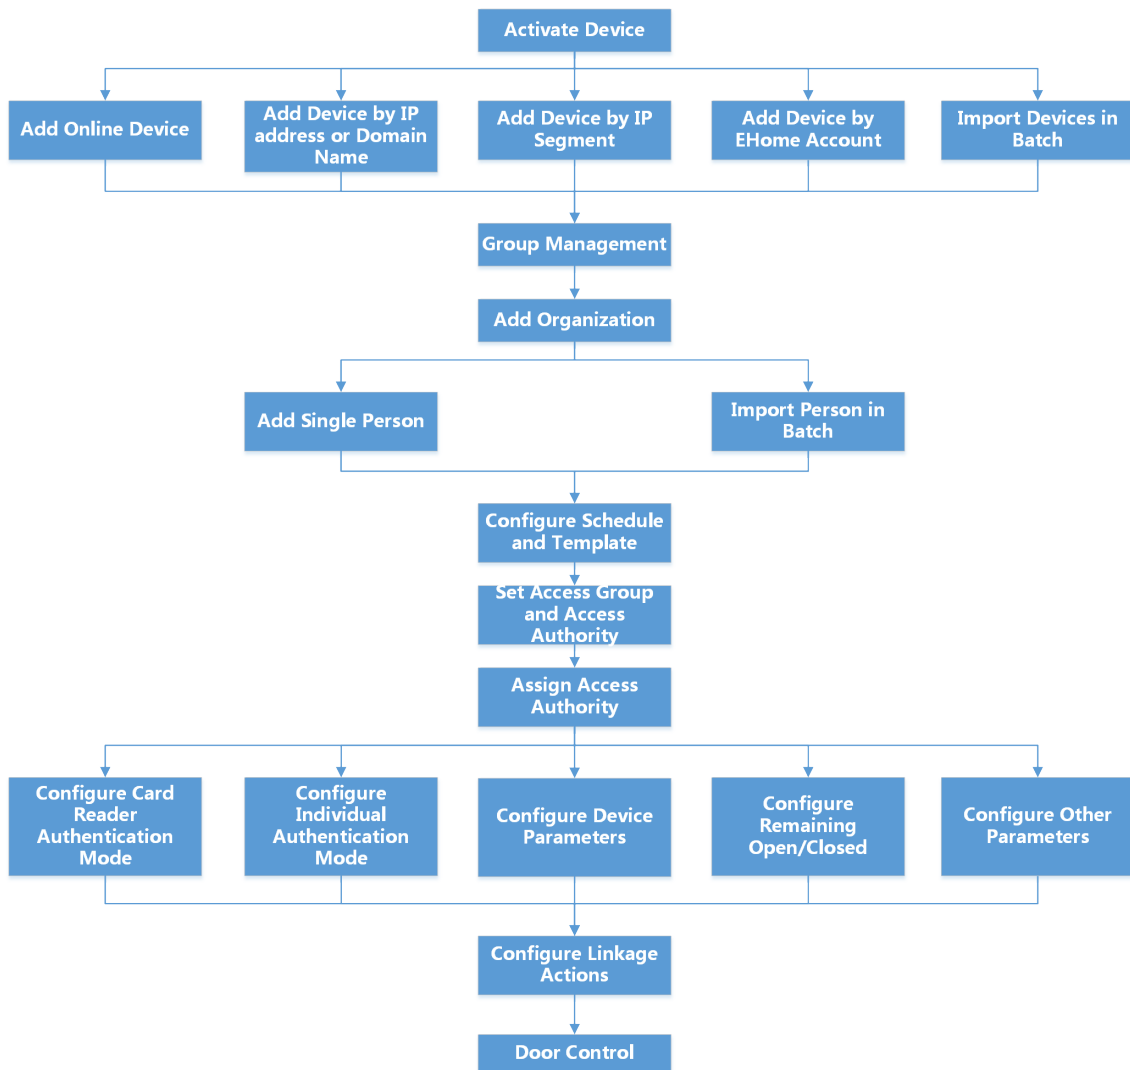 Activate Device
Add Online Device
Add Device by IP
address or Domain
Name
Add Device by IP
Segment
Add Device by
EHome Account
Import Devices in
Batch
Group Management
Add Organization
Add Single Person
Import Person in
Batch
Configure Schedule
and Template
Set Access Group
and Access
Authority
Assign Access
Authority
Configure Card
Reader
Authentication
Mode
Configure
Individual
Authentication
Mode
Configure Device
Parameters
Configure
Remaining
Open/Closed
Configure Other
Parameters
Configure Linkage
Actions
Door Control